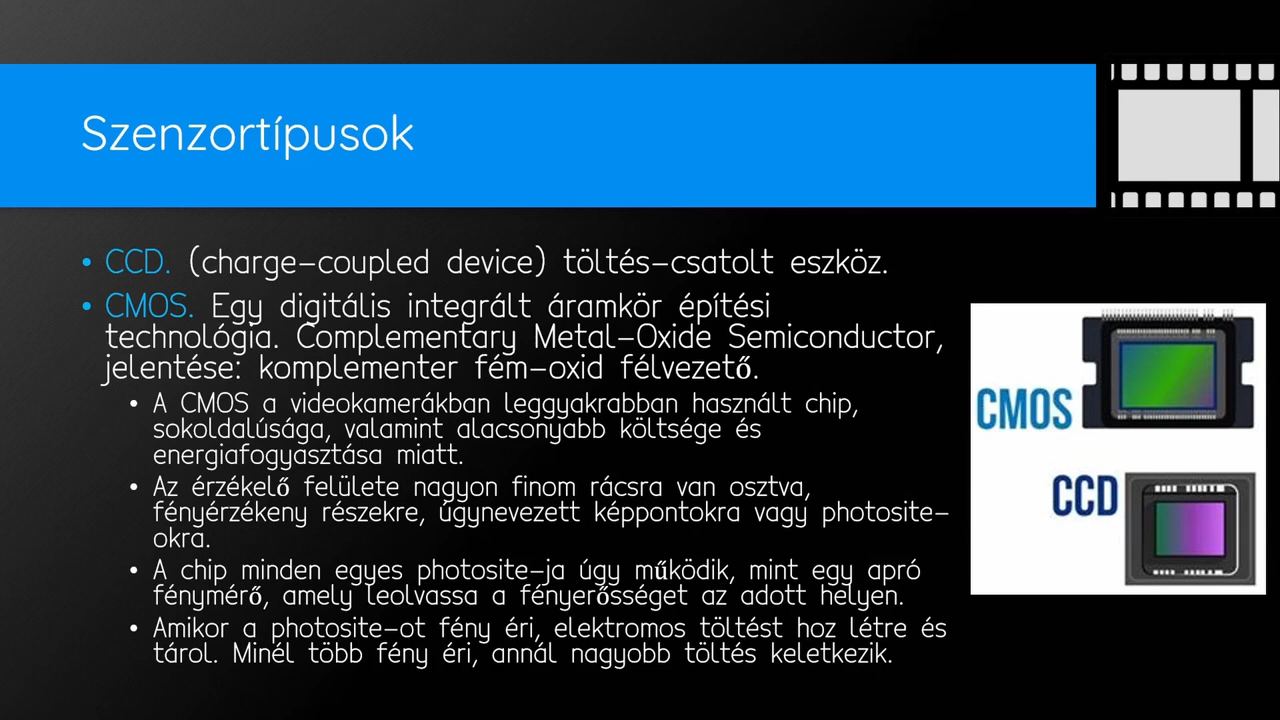 Szenzortípusok
• CCD. (charge-coupled device) töltés-csatolt eszköz.
• CMOS. Egy digitális integrált áramkör építési
technológia. Complementary Metal-Oxide Semiconductor,
jelentése: komplementer fém-oxid félvezető.
• A CMOS a videokamerákban leggyakrabban használt chip,
sokoldalúsága, valamint alacsonyabb költsége és
energiafogyasztása miatt.
• Az érzékelő felülete nagyon finom rácsra van osztva,
fényérzékeny részekre, úgynevezett képpontokra vagy photosite-
okra.
• A chip minden egyes photosite-ja úgy működik, mint egy apró
fénymérő, amely leolvassa a fényerősséget az adott helyen.
• Amikor a photosite-ot fény éri, elektromos töltést hoz létre és
tárol. Minél több fény éri, annál nagyobb töltés keletkezik.
CMOS
CCD